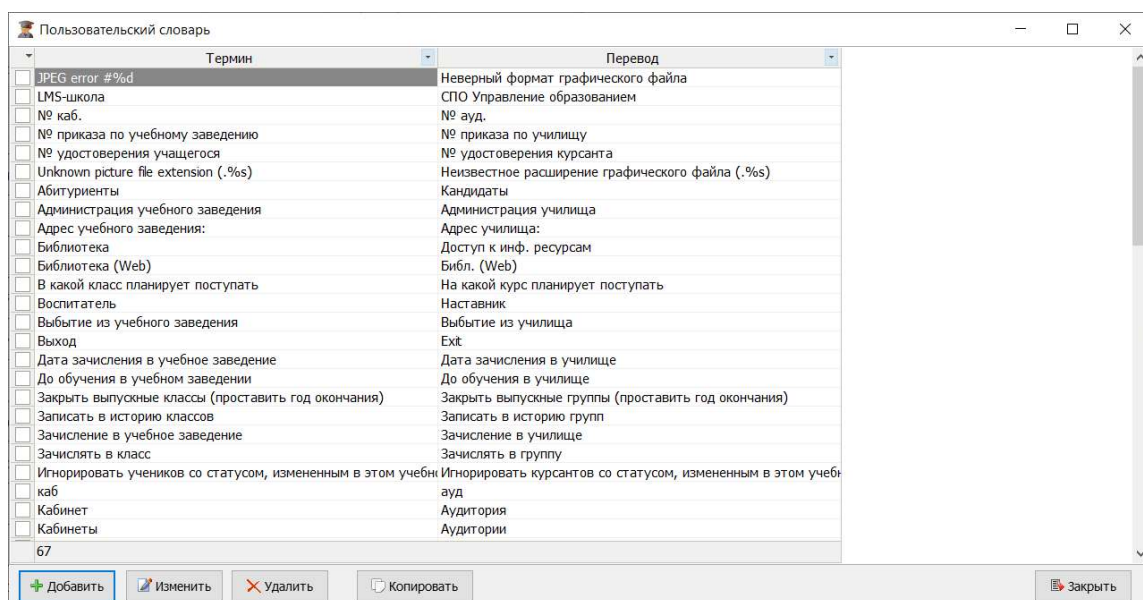 Пользовательский словарь
Термин Перевод
JPEG error #%d Неверный формат графического файла
LMS-школа СПО Управление образованием
№ каб. № ауд.
№ приказа по учебному заведению № приказа по училищу
№ удостоверения учащегося № удостоверения курсанта
Unknown picture file extension (.%s) Неизвестное расширение графического файла (.%s)
Абитуриенты Кандидаты
Администрация учебного заведения Администрация училища
Адрес учебного заведения: Адрес училища:
Библиотека Доступ к инф. ресурсам
Библиотека (Web) Библ. (Web)
В какой класс планирует поступать На какой курс планирует поступать
Воспитатель Наставник
Выбытие из учебного заведения Выбытие из училища
Выход Exit
Дата зачисления в учебное заведение Дата зачисления в училище
До обучения в учебном заведении До обучения в училище
Закрыть выпускные классы (проставить год окончания) Закрыть выпускные группы (проставить год окончания)
Записать в историю классов Записать в историю групп
Зачисление в учебное заведение Зачисление в училище
Зачислять в класс Зачислять в группу
Игнорировать учеников со статусом, измененным в этом учебн Игнорировать курсантов со статусом, измененным в этом учебн
каб ауд
Кабинет Аудитория
Кабинеты Аудитории
67
Добавить Изменить Удалить Копировать Закрыть